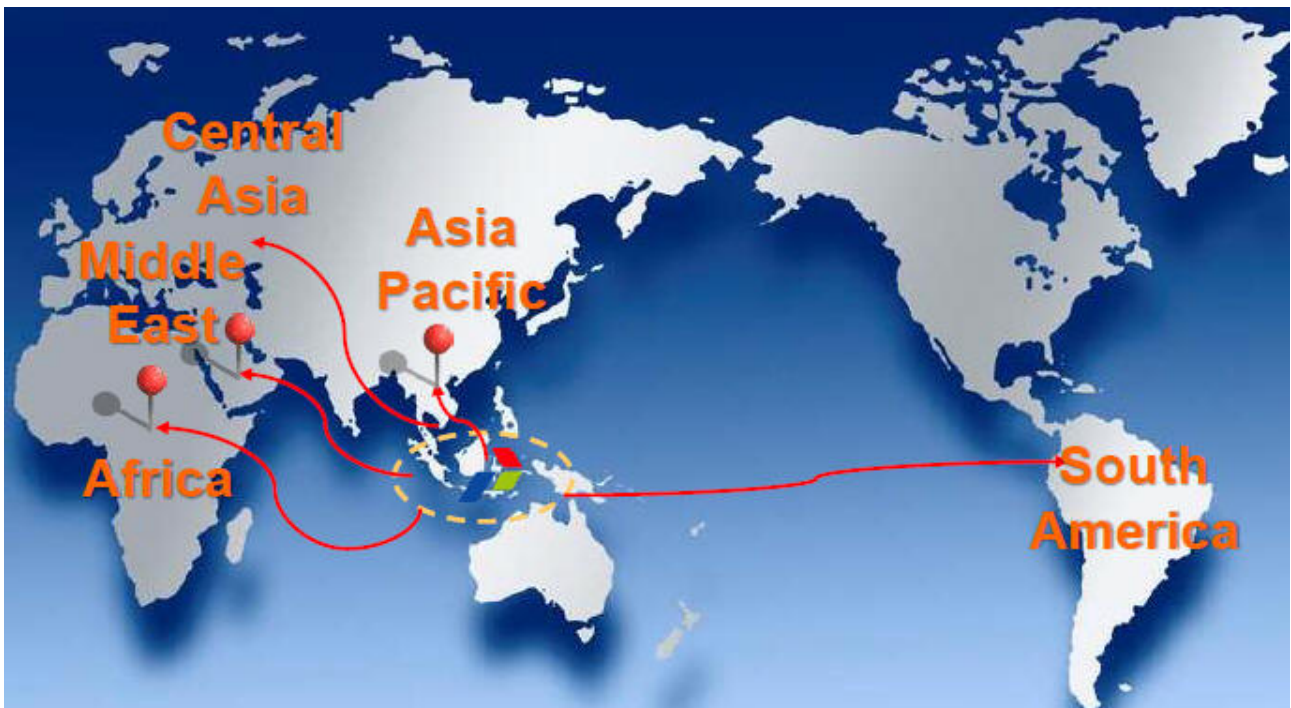 Central
Asia
Asia
Pacific
Middle
East
Africa
South
America